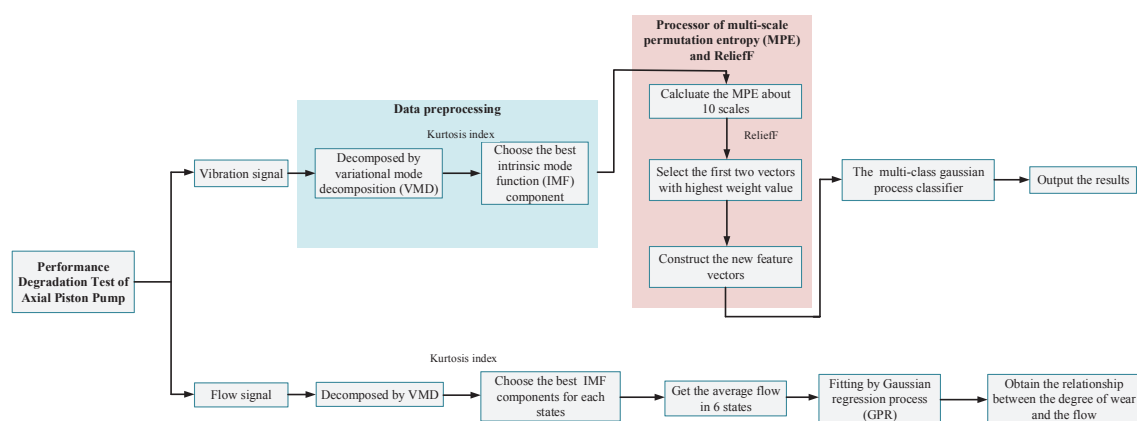 Processor of multi-scale
permutation entropy (MPE)
and ReliefF
Calcluate the MPE about
10 scales
ReliefF
Select the first two vectors
with highest weight value
Construct the new feature
vectors
Data preprocessing
Kurtosis index
Vibration signal
Decomposed by
variational mode
decomposition (VMD)
Choose the best
intrinsic mode
function (IMF)
component
The multi-class gaussian
process classifier
Output the results
Performance
Degradation Test of
Axial Piston Pump
Kurtosis index
Flow signal
Decomposed by VMD
Choose the best IMF
components for each
states
Get the average flow
in 6 states
Fitting by Gaussian
regression process
(GPR)
Obtain the relationship
between the degree of wear
and the flow